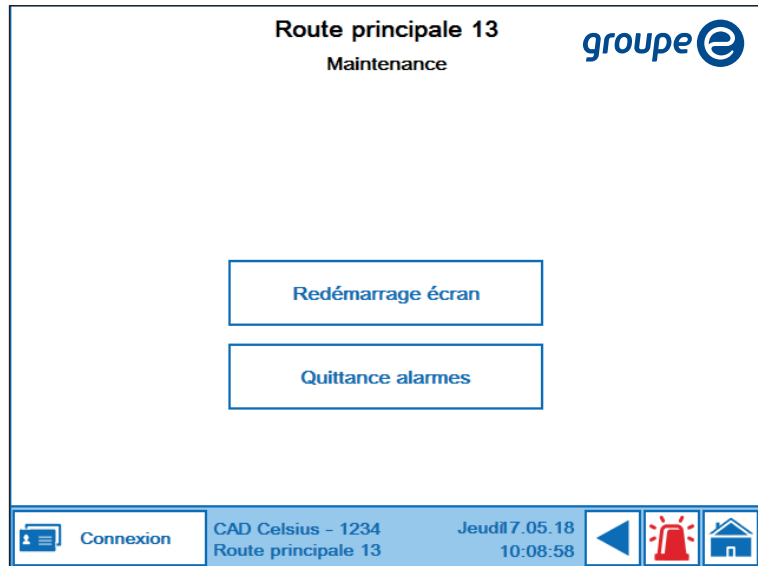 Route principale 13
groupe e
Maintenance
Redémarrage écran
Quittance alarmes
Connexion
CAD Celsius - 1234
Route principale 13
Jeudi17.05.18
10:08:58